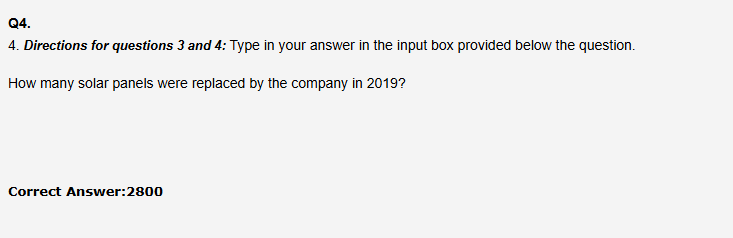 Q4.
4. Directions for questions 3 and 4: Type in your answer in the input box provided below the question.
How many solar panels were replaced by the company in 2019?
Correct Answer:2800